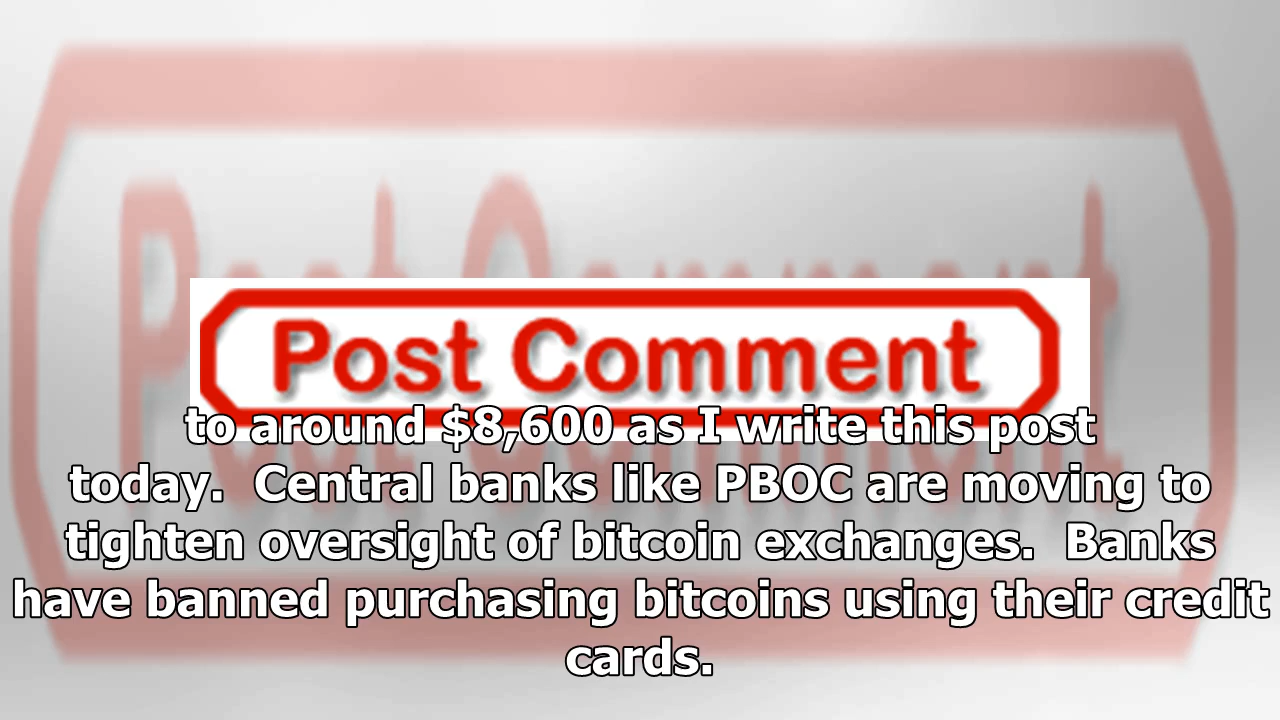 Post Comment
to around $8,600 as I write this post
today.  Central banks like PBOC are moving to
tighten oversight of bitcoin exchanges.  Banks
have banned purchasing bitcoins using their credit
cards.